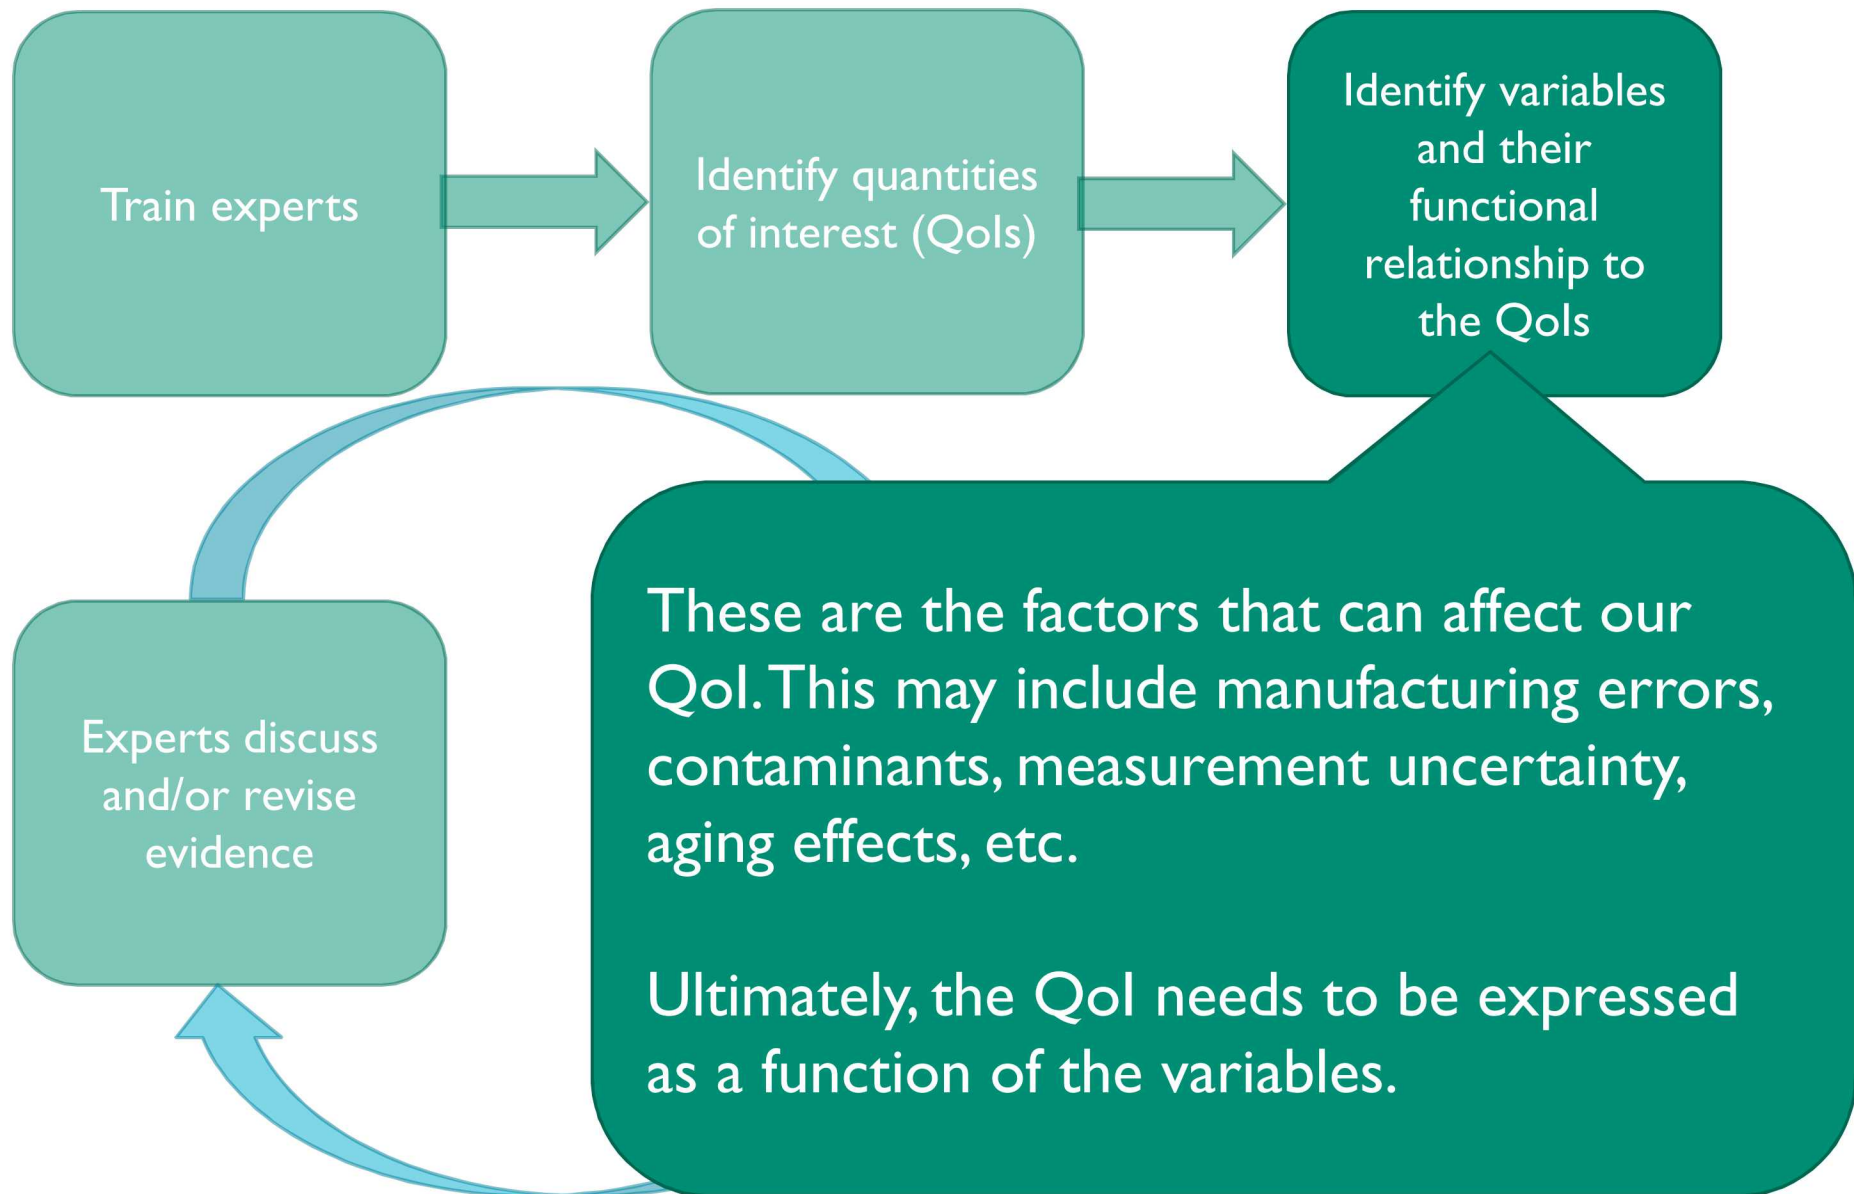 Train experts
Identify quantities
of interest (QoIs)
Identify variables
and their
functional
relationship to
the QoIs
Experts discuss
and/or revise
evidence
These are the factors that can affect our
QoI. This may include manufacturing errors,
contaminants, measurement uncertainty,
aging effects, etc.
Ultimately, the QoI needs to be expressed
as a function of the variables.